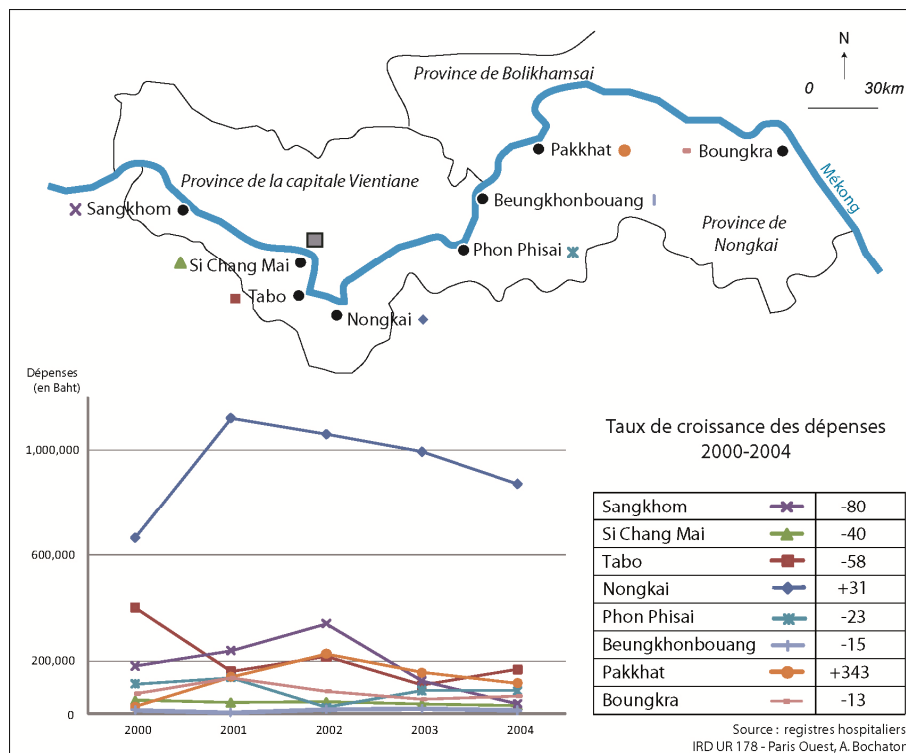 Province de Bolikhamsai
N
0 30km
Pakkhat
Boungkra
Province de la capitale Vientiane
Mékong
Sangkhom
Beungkhonbouang
Province de
Nongkai
Phon Phisai
Si Chang Mai
Tabo
Nongkai
Dépenses
(en Baht)
1,000,000
600,000
200,000
0
2000 2001 2002 2003 2004
Taux de croissance des dépenses
2000-2004
Sangkhom -80
Si Chang Mai -40
Tabo -58
Nongkai +31
Phon Phisai -23
Beungkhonbouang -15
Pakkhat +343
Boungkra -13
Source : registres hospitaliers
IRD UR 178 - Paris Ouest, A. Bochaton